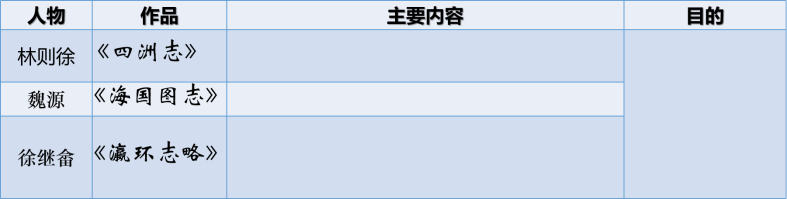 人物 作品 主要内容 目的
林则徐 《四洲志》
魏源 《海国图志》
徐继畬 《瀛环志略》